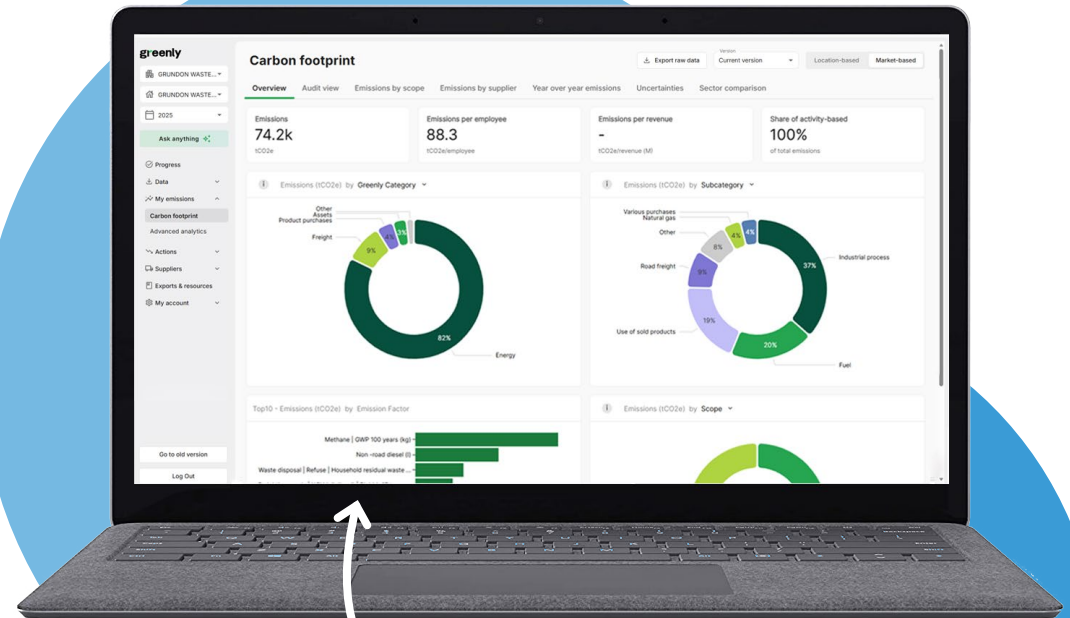 greenly
GRUNDON WASTE...
GRUNDON WASTE...
2025
Ask anything
Progress
Data
My emissions
Carbon footprint
Advanced analytics
Actions
Suppliers
Exports & resources
My account
Go to old version
Log Out
Carbon footprint
Export raw data
Version
Current version
Location-based
Market-based
Overview
Audit view
Emissions by scope
Emissions by supplier
Year over year emissions
Uncertainties
Sector comparison
Emissions
74.2k
tCO2e
Emissions per employee
88.3
tCO2e/employee
Emissions per revenue
-
tCO2e/revenue (M)
Share of activity-based
100%
of total emissions
Emissions (tCO2e) by Greenly Category
Other
Assets
Product purchases
Freight
9%
4%
3%
82%
Energy
Emissions (tCO2e) by Subcategory
Various purchases
Natural gas
Other
Road freight
Use of sold products
8%
4%
4%
9%
19%
20%
37%
Industrial process
Fuel
Top10 - Emissions (tCO2e) by Emission Factor
Methane | GWP 100 years (kg)
Non -road diesel (l)
Waste disposal | Refuse | Household residual waste ...
Emissions (tCO2e) by Scope